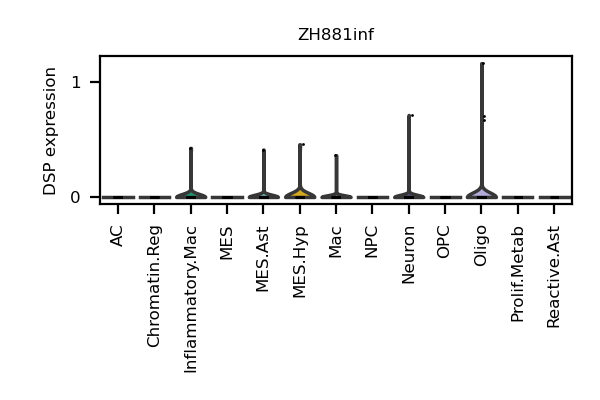 ZH881inf
DSP expression
1
0
AC
Chromatin.Reg
Inflammatory.Mac
MES
MES.Ast
MES.Hyp
Mac
NPC
Neuron
OPC
Oligo
Prolif.Metab
Reactive.Ast